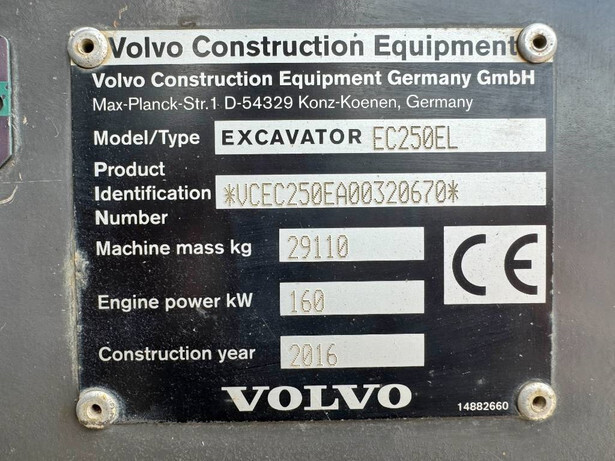 Volvo Construction Equipment
Volvo Construction Equipment Germany GmbH
Max-Planck-Str.1 D-54329 Konz-Koenen, Germany
Model/Type EXCAVATOR EC250EL
Product
Identification *VCEC250EA00320670*
Number
Machine mass kg 29110
CE
Engine power kW 160
Construction year 2016
VOLVO
14882660